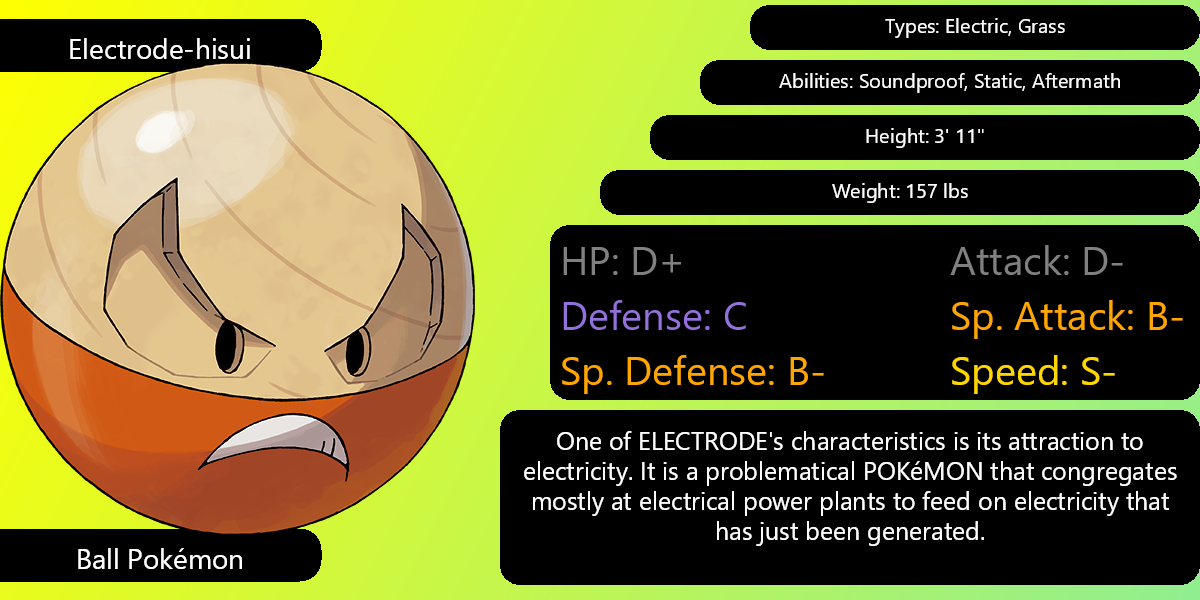 Electrode-hisui
Types: Electric, Grass
Abilities: Soundproof, Static, Aftermath
Height: 3' 11"
Weight: 157 lbs
HP: D+ Attack: D-
Defense: C Sp. Attack: B-
Sp. Defense: B- Speed: S-
One of ELECTRODE's characteristics is its attraction to
electricity. It is a problematical POKéMON that congregates
mostly at electrical power plants to feed on electricity that
has just been generated.
Ball Pokémon